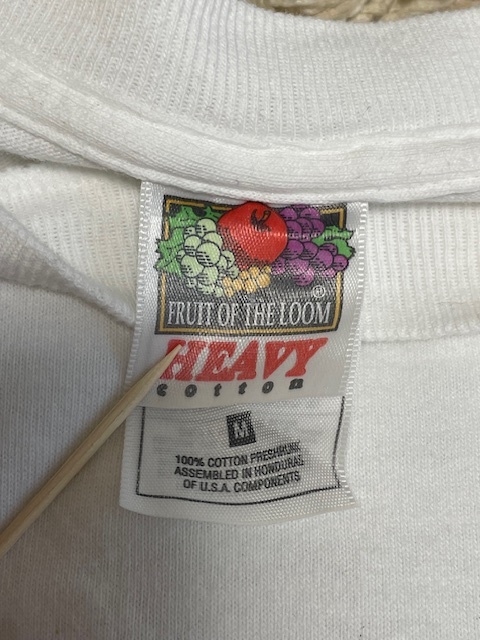 FRUIT OF THE LOOM®
HEAVY
cotton
M
100% COTTON PRESHRUNK
ASSEMBLED IN HONDURAS
OF U.S.A. COMPONENTS